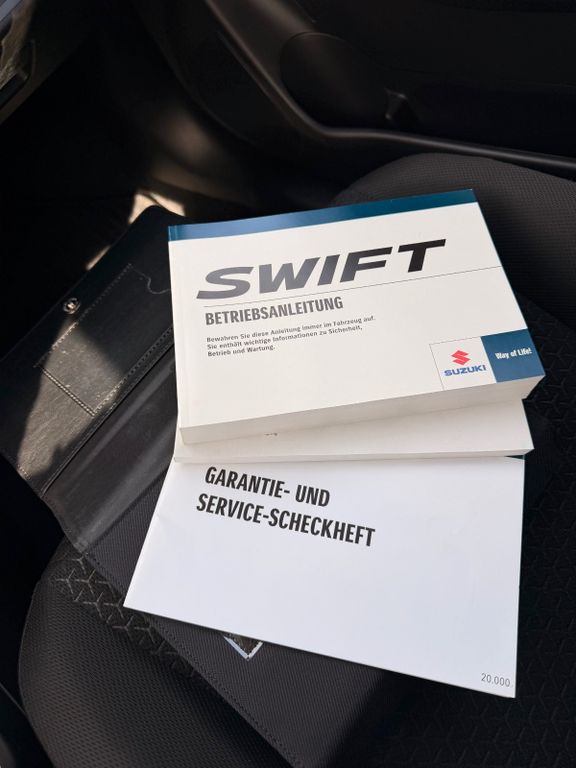 SWIFT
BETRIEBSANLEITUNG
Bewahren Sie diese Anleitung immer im Fahrzeug auf.
Sie enthält wichtige Informationen zu Sicherheit,
Betrieb und Wartung.
SUZUKI
Way of Life!
GARANTIE- UND
SERVICE-SCHECKHEFT
20.000.